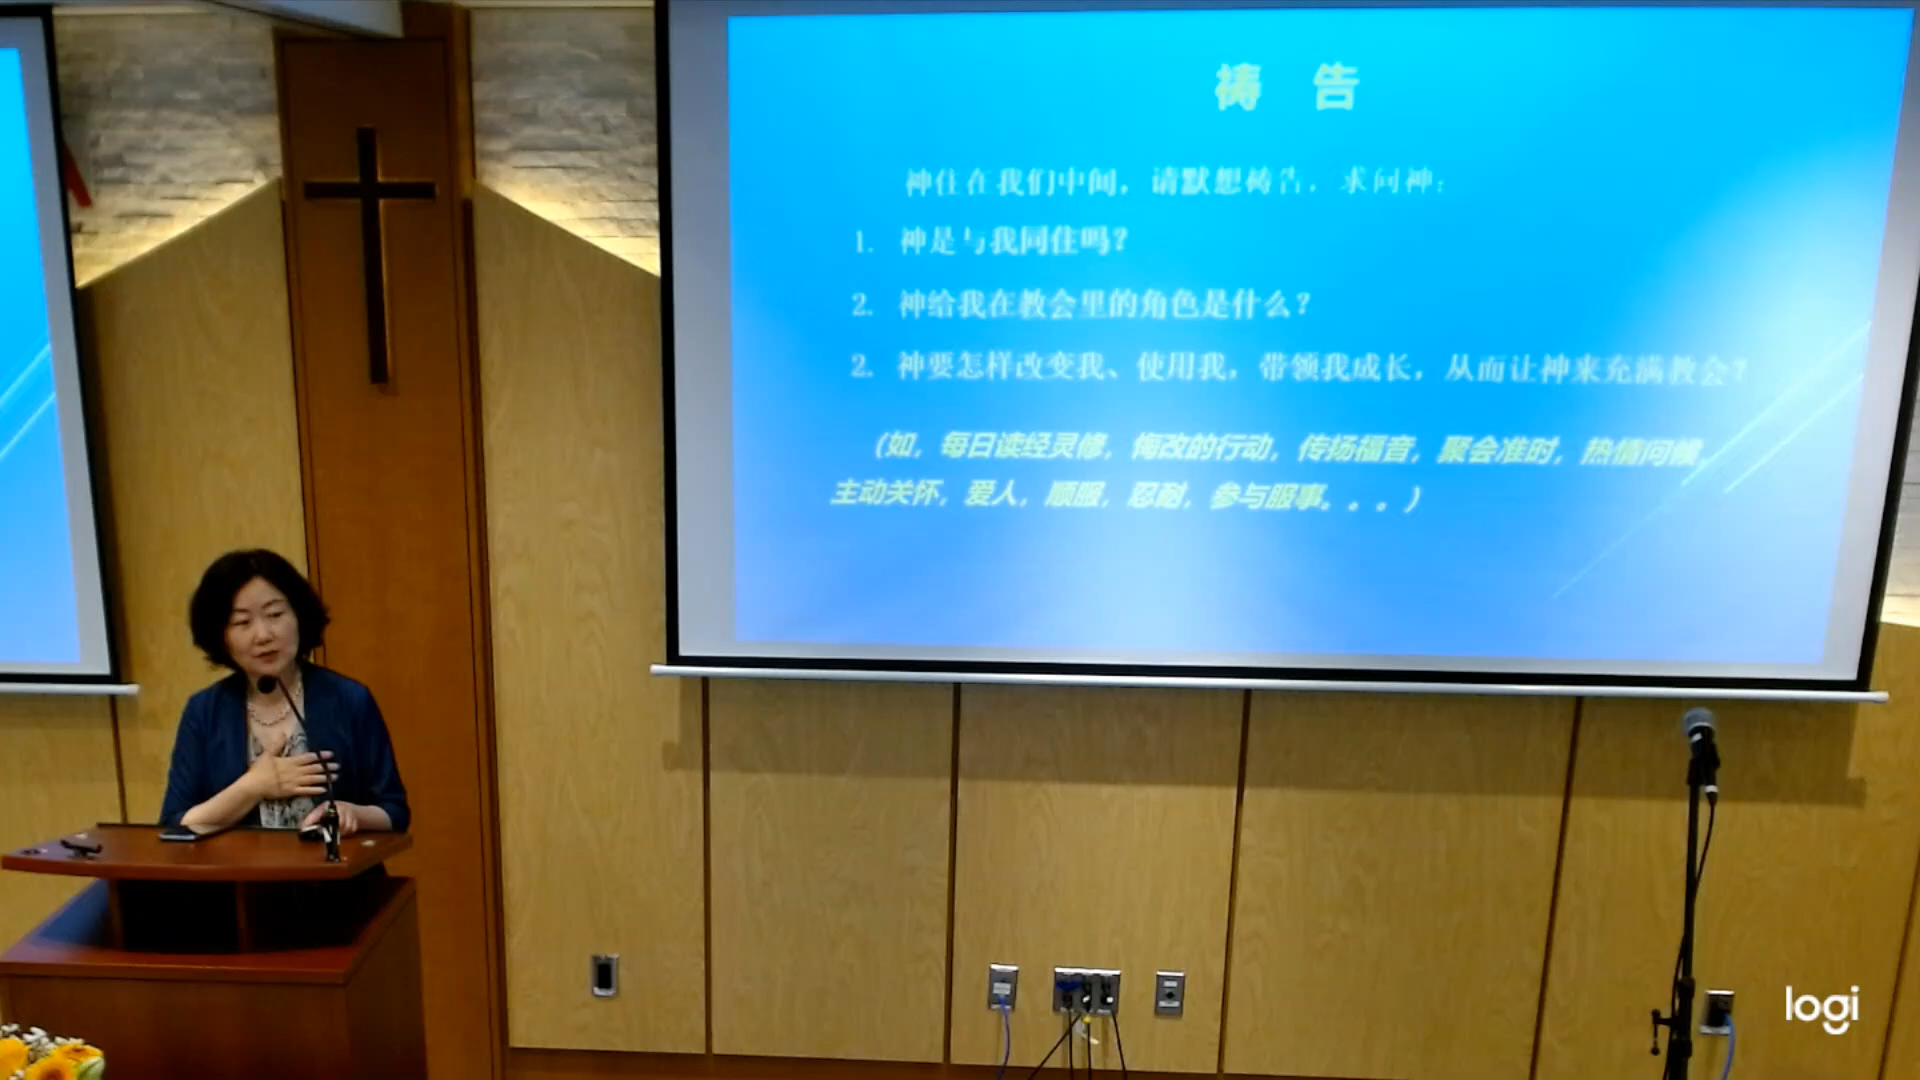 祷 告
神住在我们中间，请默想祷告，求问神：
1. 神是与我同住吗？
2. 神给我在教会里的角色是什么？
2. 神要怎样改变我、使用我，带领我成长，从而让神来充满教会？
（如，每日读经灵修，悔改的行动，传扬福音，聚会准时，热情问候，
主动关怀，爱人，顺服，忍耐，参与服事。。。）
logi